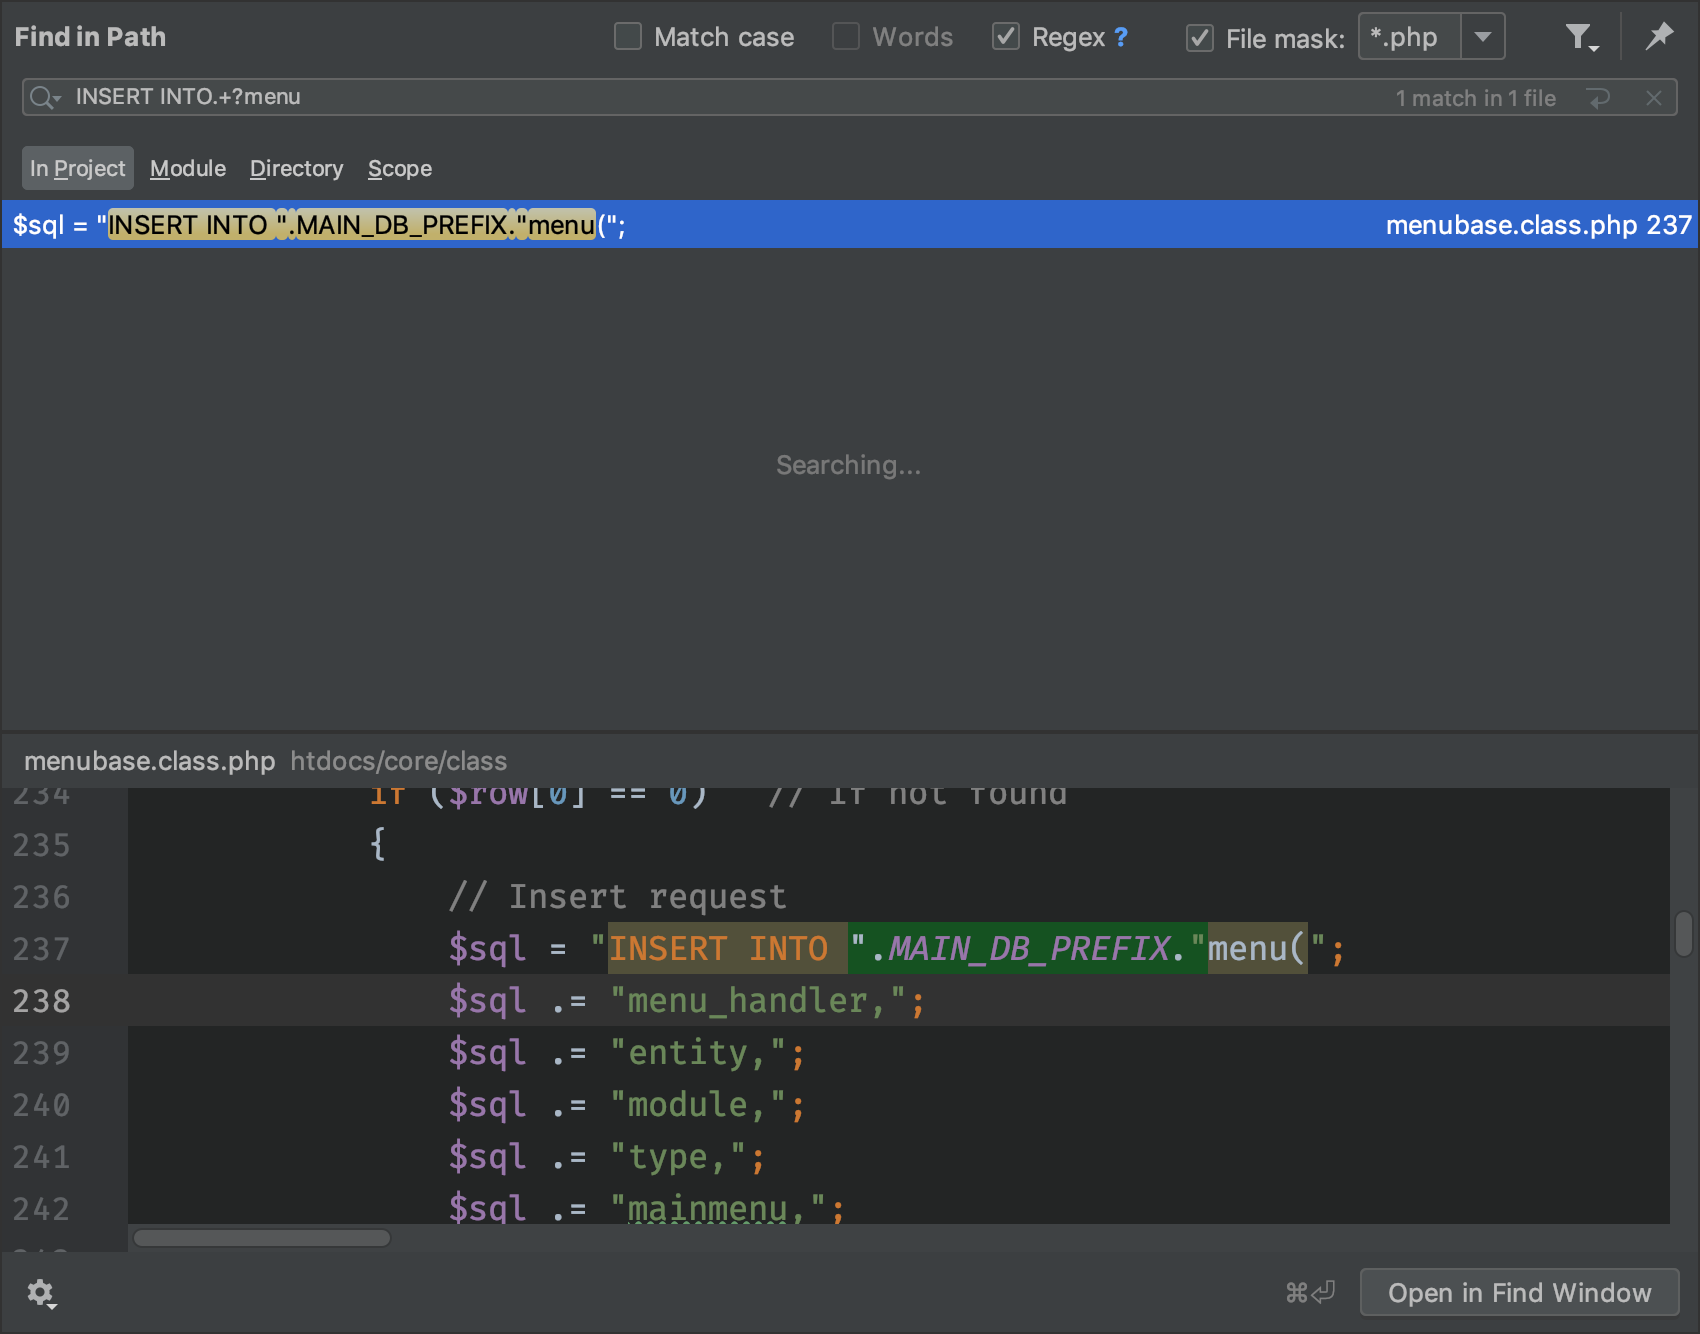 Find in Path
Match case
Words
Regex ?
File mask:
*.php
INSERT INTO.+?menu
1 match in 1 file
In Project Module Directory Scope
$sql = "INSERT INTO ".MAIN_DB_PREFIX."menu("; menubase.class.php 237
Searching...
menubase.class.php htdocs/core/class
234 if ($row[0] == 0) // If not found
235 {
236 // Insert request
237 $sql = "INSERT INTO ".MAIN_DB_PREFIX."menu(";
238 $sql .= "menu_handler,";
239 $sql .= "entity,";
240 $sql .= "module,";
241 $sql .= "type,";
242 $sql .= "mainmenu,";
⌘⏎ Open in Find Window